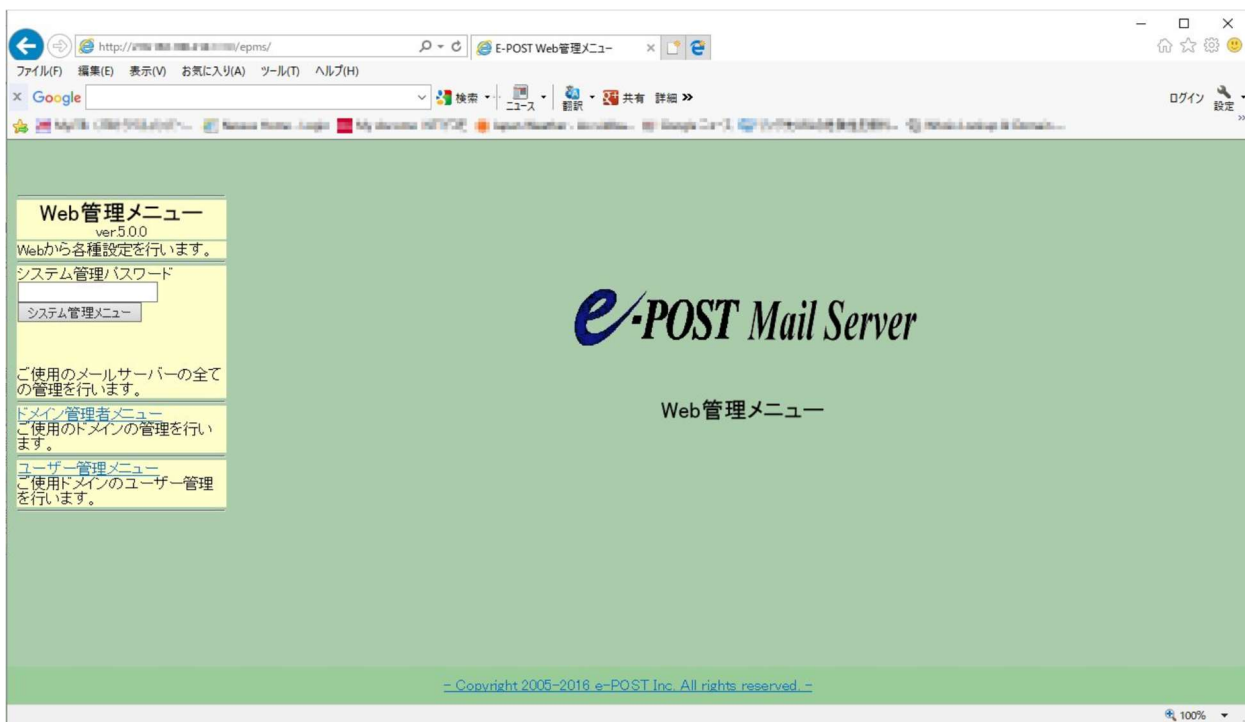 http://
/epms/
E-POST Web管理メニュー
ファイル(F) 編集(E) 表示(V) お気に入り(A) ツール(T) ヘルプ(H)
× Google 検索 ニュース 翻訳 共有 詳細 » ログイン 設定
Web管理メニュー
ver.5.0.0
Webから各種設定を行います。
システム管理パスワード
システム管理メニュー
ご使用のメールサーバーの全て
の管理を行います。
ドメイン管理者メニュー
ご使用のドメインの管理を行い
ます。
ユーザー管理メニュー
ご使用ドメインのユーザー管理
を行います。
e-POST Mail Server
Web管理メニュー
- Copyright 2005-2016 e-POST Inc. All rights reserved. -
100%